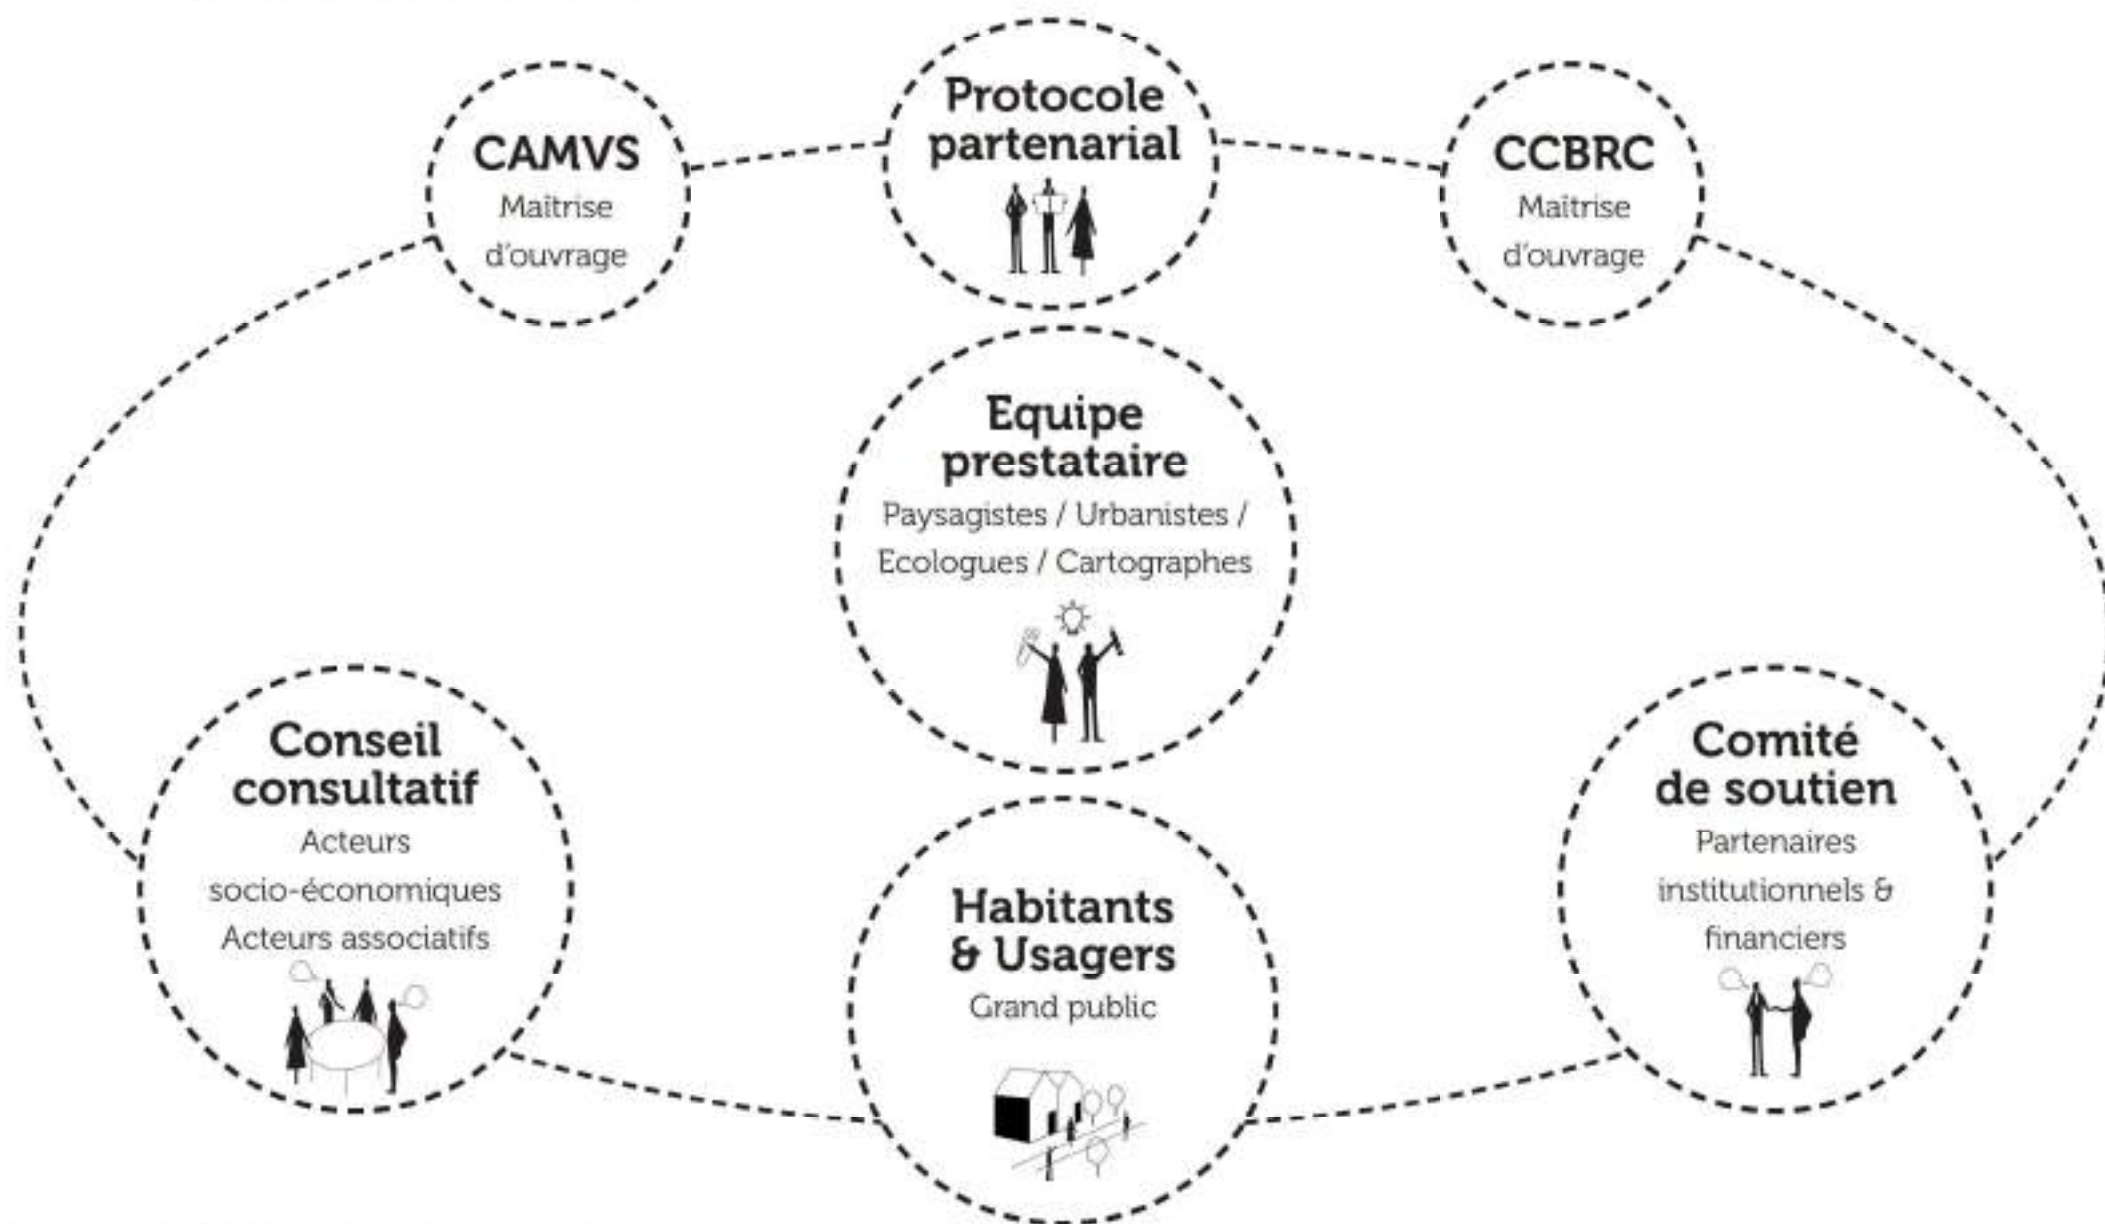 Protocole
partenarial
CAMVS
Maîtrise
d'ouvrage
CCBRC
Maîtrise
d'ouvrage
Equipe
prestataire
Paysagistes / Urbanistes /
Ecologues / Cartographes
Conseil
consultatif
Acteurs
socio-économiques
Acteurs associatifs
Habitants
& Usagers
Grand public
Comité
de soutien
Partenaires
institutionnels &
financiers